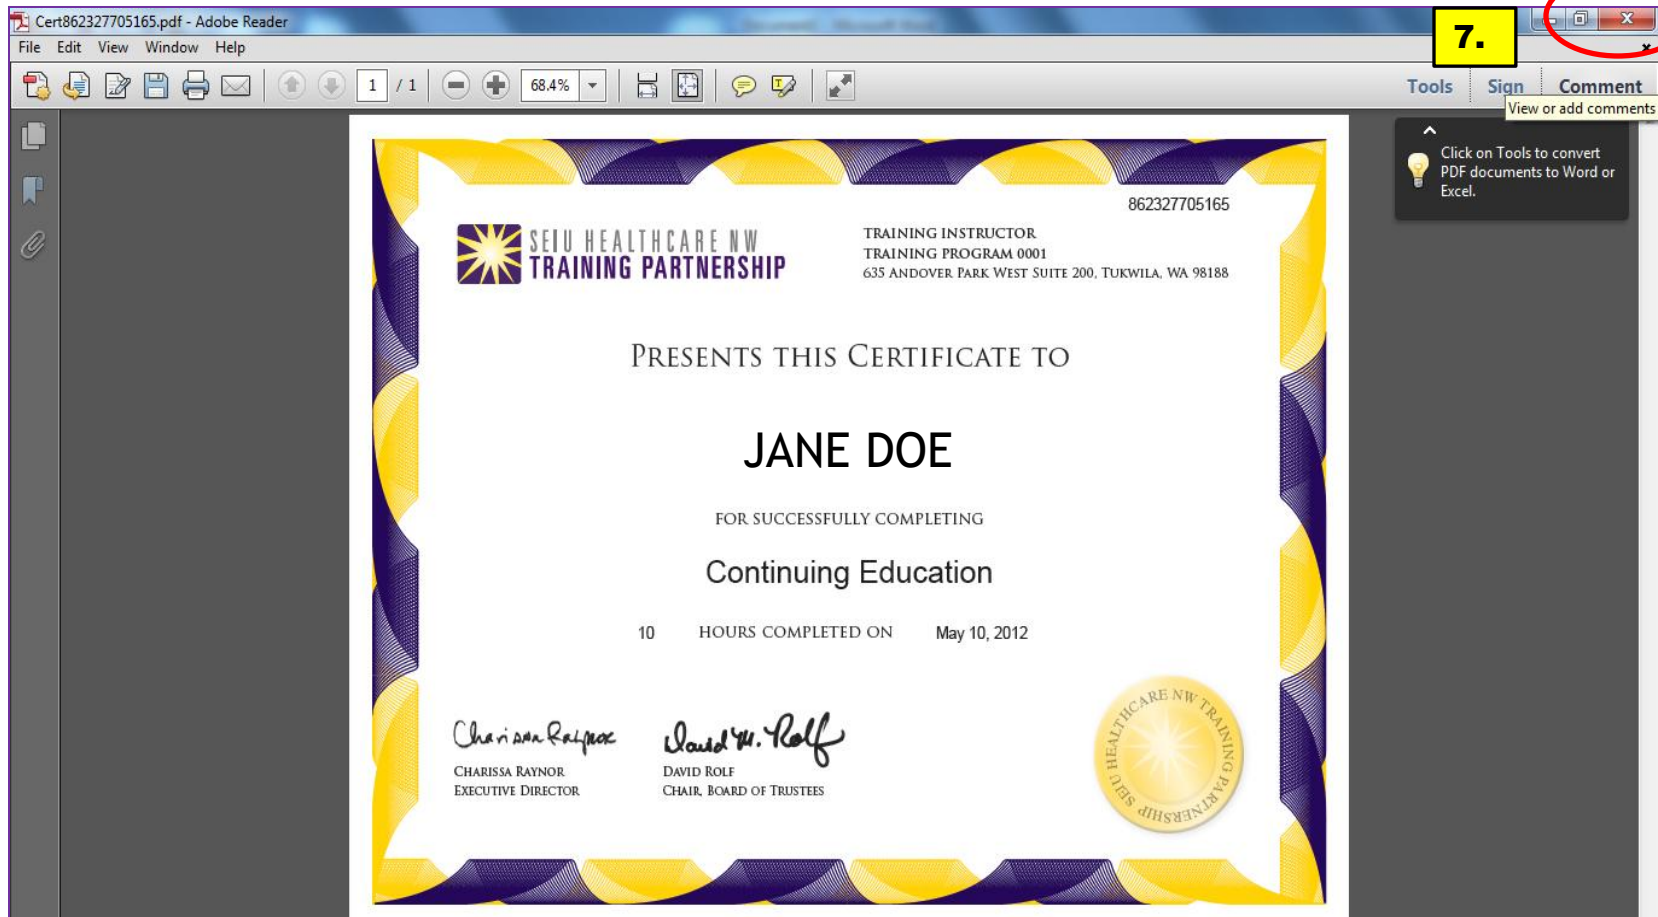 Cert862327705165.pdf - Adobe Reader
7.
File Edit View Window Help
1 / 1 68.4%
Tools Sign Comment
View or add comments
Click on Tools to convert
PDF documents to Word or
Excel.
862327705165
SEIU HEALTHCARE NW
TRAINING PARTNERSHIP
TRAINING INSTRUCTOR
TRAINING PROGRAM 0001
635 ANDOVER PARK WEST SUITE 200, TUKWILA, WA 98188
PRESENTS THIS CERTIFICATE TO
JANE DOE
FOR SUCCESSFULLY COMPLETING
Continuing Education
10 HOURS COMPLETED ON May 10, 2012
Charissa Raynor
David M. Rolf
CHARISSA RAYNOR
EXECUTIVE DIRECTOR
DAVID ROLF
CHAIR, BOARD OF TRUSTEES
SEIU HEALTHCARE NW TRAINING PARTNERSHIP